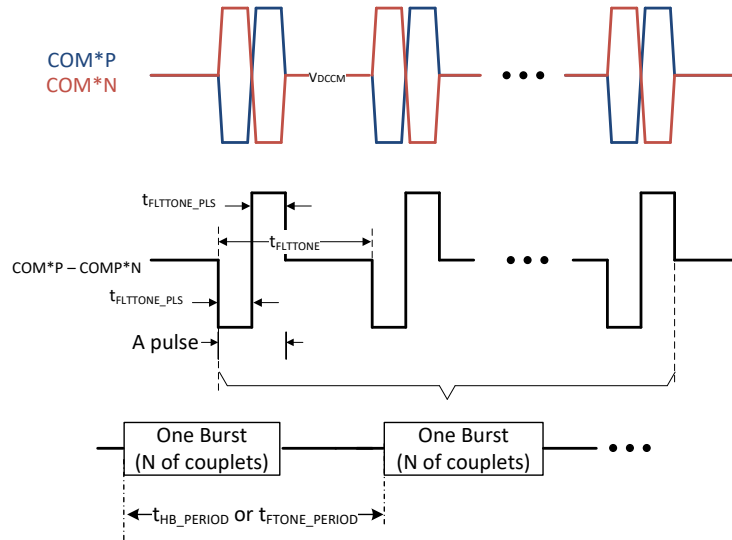 COM*P
COM*N
VDCCM
tFLTTONE_PLS
tFLTTONE
COM*P – COMP*N
tFLTTONE_PLS
A pulse
One Burst
(N of couplets)
One Burst
(N of couplets)
tHB_PERIOD or tFTONE_PERIOD